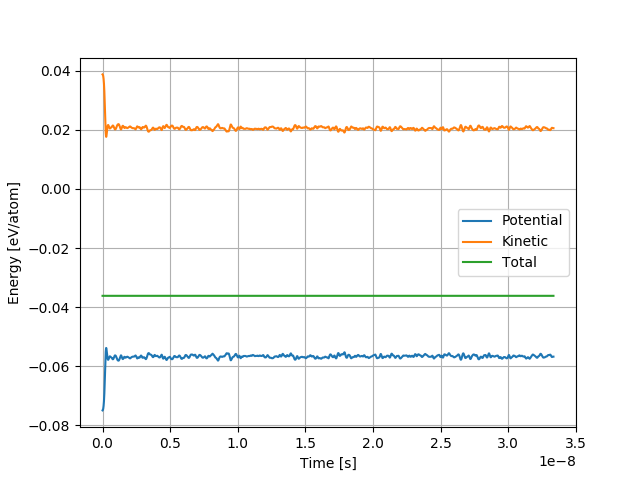 0.04
0.02
0.00
−0.02
−0.04
−0.06
−0.08
Energy [eV/atom]
Potential
Kinetic
Total
0.0 0.5 1.0 1.5 2.0 2.5 3.0 3.5
1e−8
Time [s]